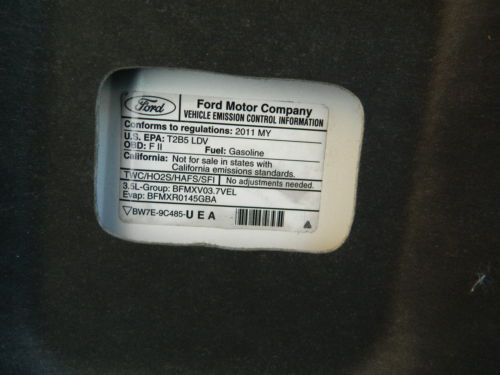 Ford
Ford Motor Company
VEHICLE EMISSION CONTROL INFORMATION
Conforms to regulations: 2011 MY
U.S. EPA: T2B5 LDV
OBD: F II Fuel: Gasoline
California: Not for sale in states with
California emissions standards.
TWC/HO2S/HAFS/SFI No adjustments needed.
3.5L-Group: BFMXV03.7VEL
Evap: BFMXR0145GBA
BW7E-9C485-U E A